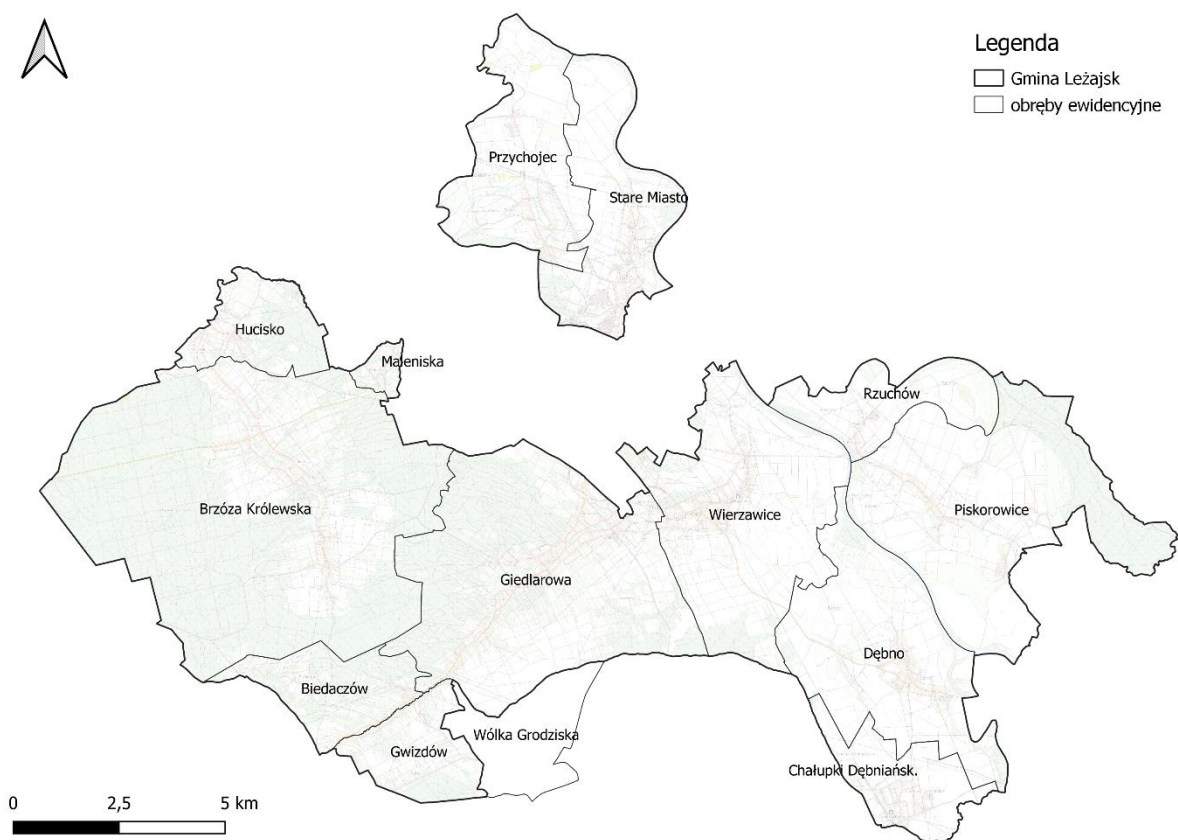 Legenda
Gmina Leżajsk
obręby ewidencyjne
Przychojec
Stare Miasto
Hucisko
Maleniska
Rzuchów
Brzóza Królewska
Wierzawice
Piskorowice
Giedlarowa
Dębno
Biedaczów
Wólka Grodziska
Gwizdów
Chałupki Dębniańsk.
0 2,5 5 km